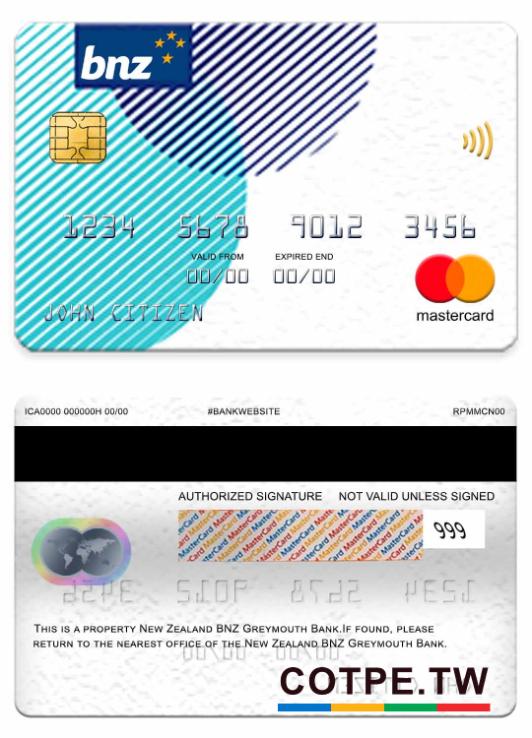 bnz
1234 5678 9012 3456
VALID FROM EXPIRED END
00/00 00/00
JOHN CITIZEN
mastercard
ICA0000 000000H 00/00 #BANKWEBSITE RPMMCN00
AUTHORIZED SIGNATURE NOT VALID UNLESS SIGNED
999
THIS IS A PROPERTY NEW ZEALAND BNZ GREYMOUTH BANK.IF FOUND, PLEASE
RETURN TO THE NEAREST OFFICE OF THE NEW ZEALAND BNZ GREYMOUTH BANK.
COTPE.TW